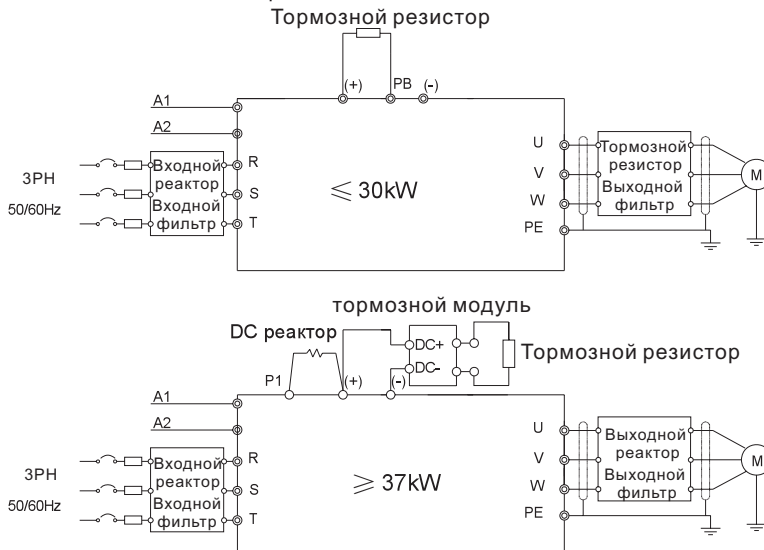 Тормозной резистор
(+) PB (-)
A1
A2
3PH
50/60Hz
Входной
реактор
Входной
фильтр
R
S
T
≤ 30kW
U
V
W
PE
Тормозной
резистор
Выходной
фильтр
M
тормозной модуль
DC реактор
DC+
DC-
Тормозной резистор
P1 (+) (-)
A1
A2
3PH
50/60Hz
Входной
реактор
Входной
фильтр
R
S
T
≥ 37kW
U
V
W
PE
Выходной
реактор
Выходной
фильтр
M